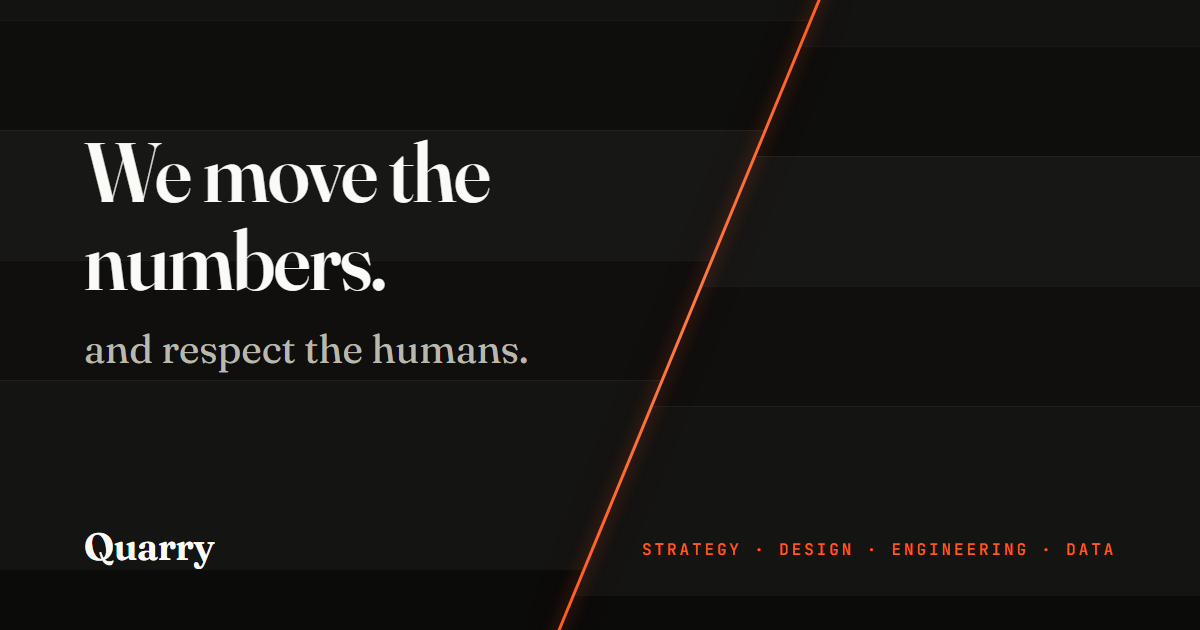 We move the
numbers.
and respect the humans.
Quarry
STRATEGY · DESIGN · ENGINEERING · DATA